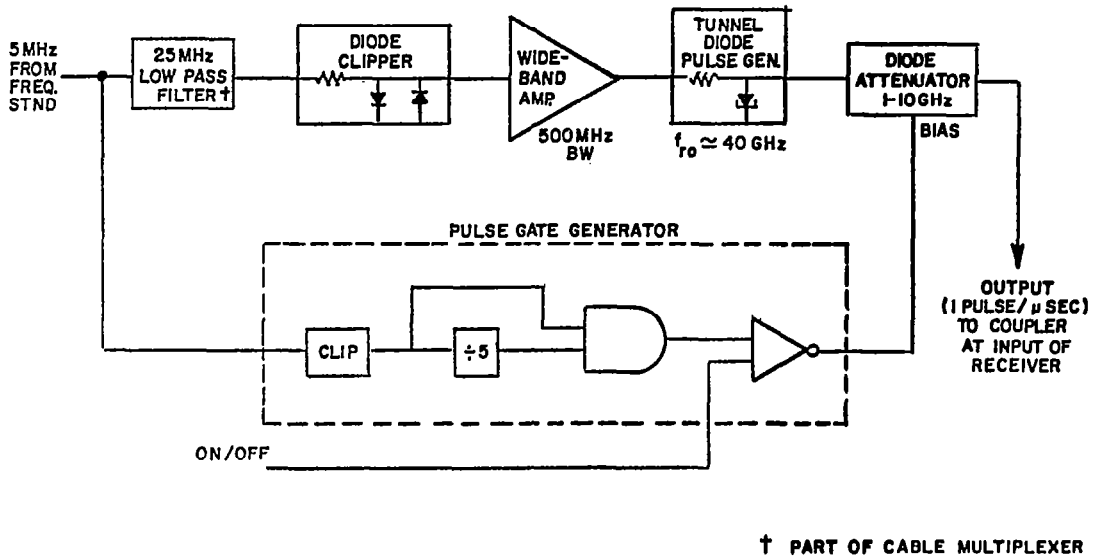 5MHz
FROM
FREQ.
STND
25MHz
LOW PASS
FILTER†
DIODE
CLIPPER
WIDE-
BAND
AMP.
500MHz
BW
TUNNEL
DIODE
PULSE GEN.
fro ≃ 40 GHz
DIODE
ATTENUATOR
1-10GHz
BIAS
PULSE GATE GENERATOR
CLIP
÷5
OUTPUT
(1 PULSE/μ SEC)
TO COUPLER
AT INPUT OF
RECEIVER
ON/OFF
† PART OF CABLE MULTIPLEXER